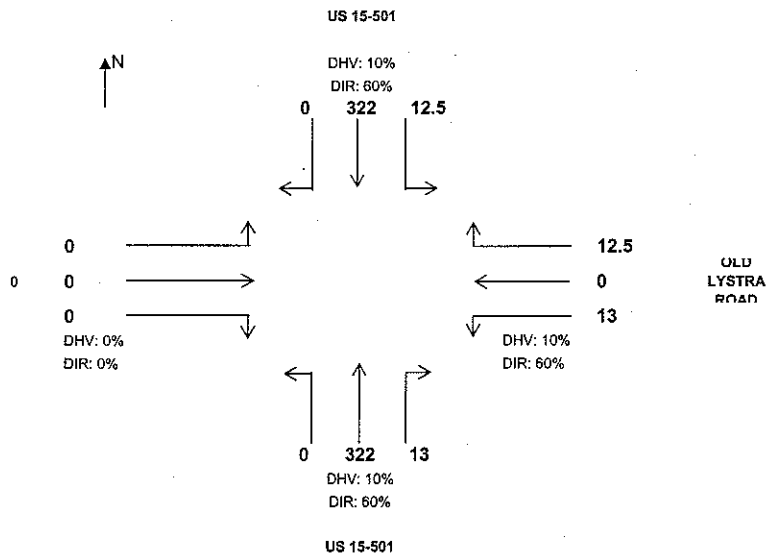 US 15-501
N
DHV: 10%
DIR: 60%
0 322 12.5
0 12.5
0 0 0
0 13
OLD
LYSTRA
ROAD
DHV: 0%
DIR: 0%
DHV: 10%
DIR: 60%
0 322 13
DHV: 10%
DIR: 60%
US 15-501